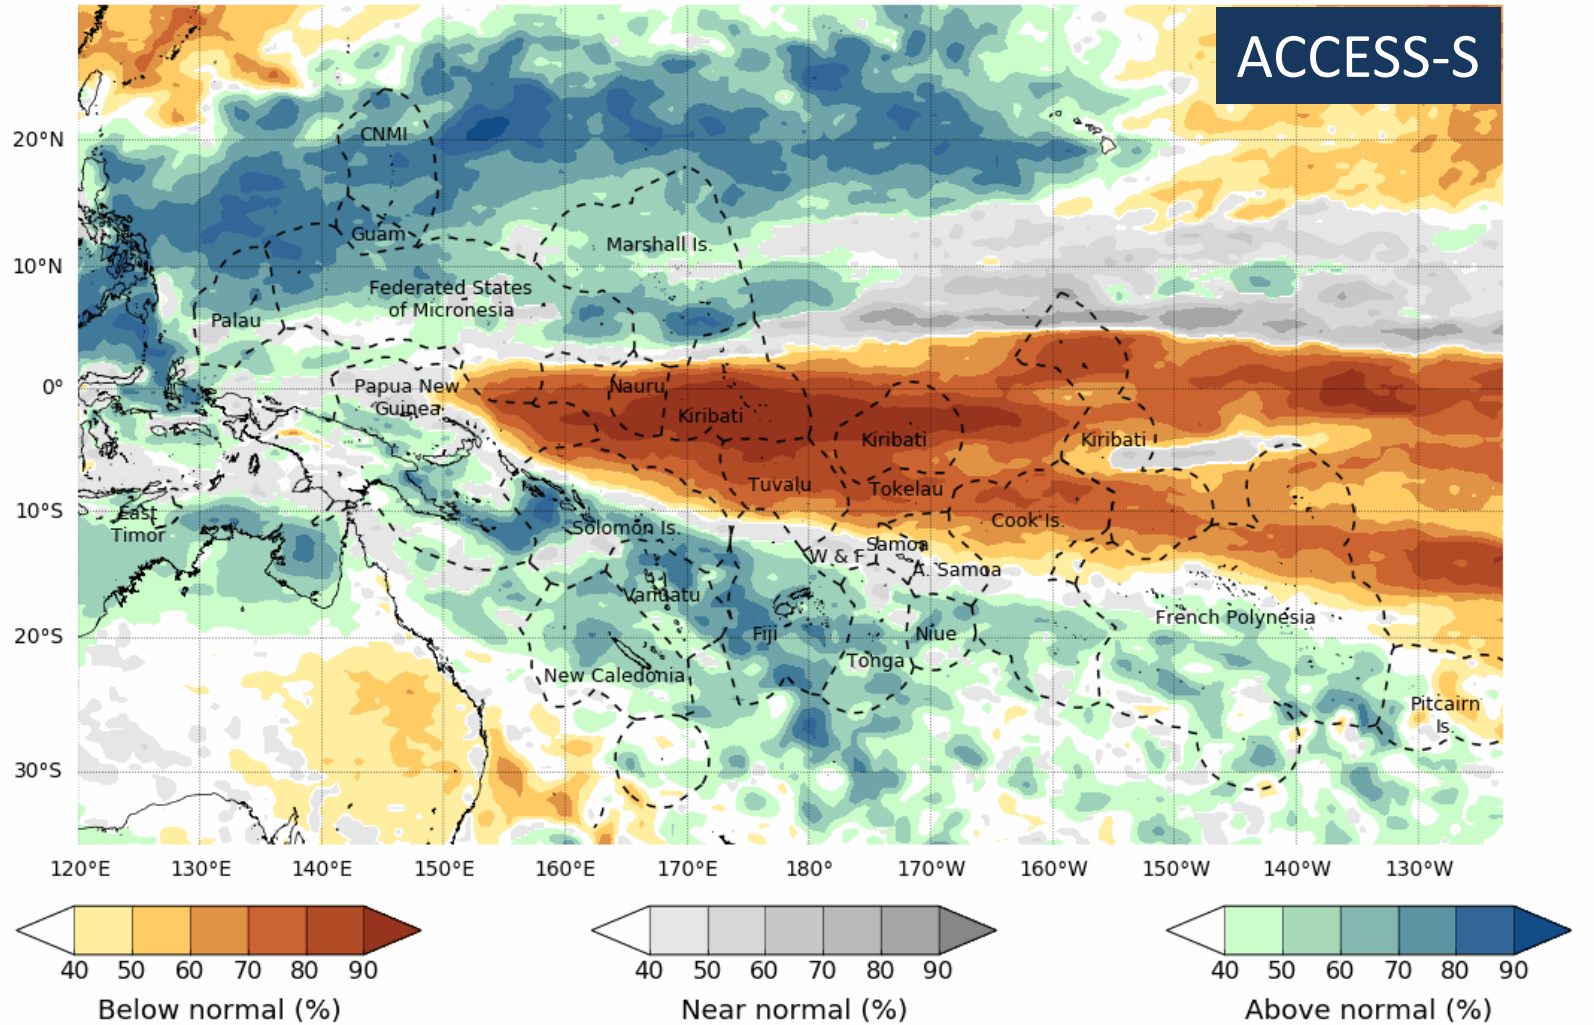 ACCESS-S
20°N
10°N
0°
10°S
20°S
30°S
CNMI
Guam
Marshall Is.
Federated States
of Micronesia
Palau
Papua New
Guinea
Nauru
Kiribati
Kiribati
Kiribati
Tuvalu
Tokelau
East
Timor
Solomon Is.
Cook Is.
W & F
Samoa
A. Samoa
Vanuatu
French Polynesia
Fiji
Niue
Tonga
New Caledonia
Pitcairn
Is.
120°E 130°E 140°E 150°E 160°E 170°E 180° 170°W 160°W 150°W 140°W 130°W
40 50 60 70 80 90
Below normal (%)
40 50 60 70 80 90
Near normal (%)
40 50 60 70 80 90
Above normal (%)